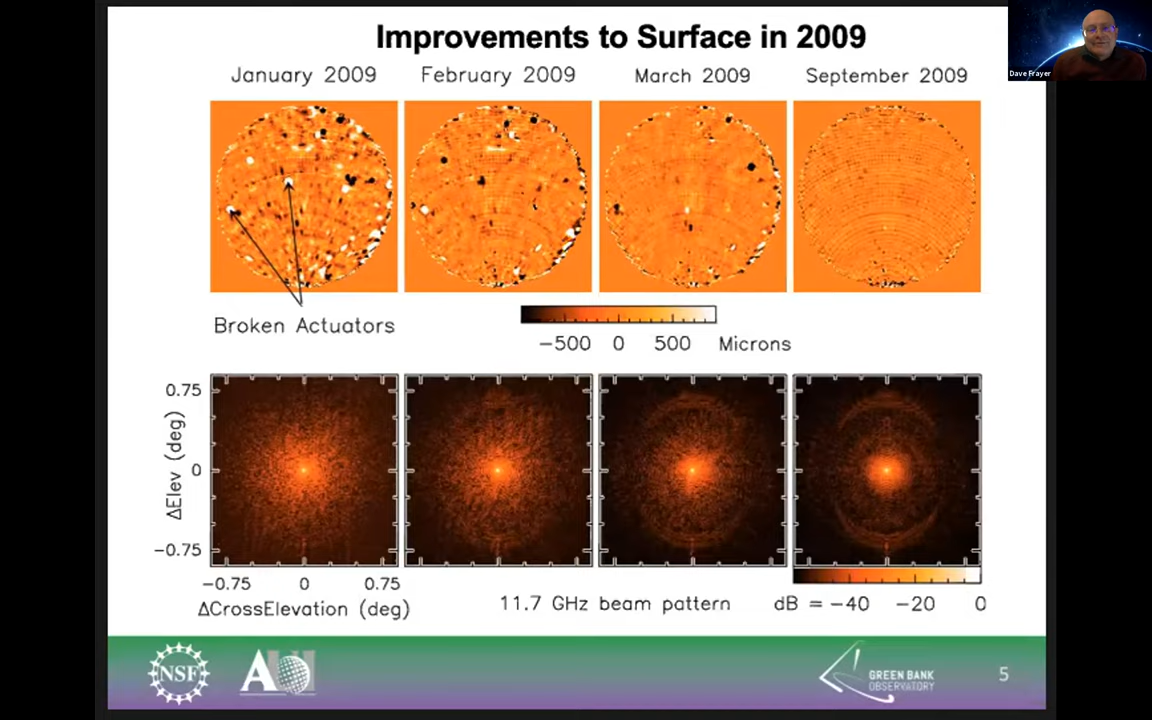 Improvements to Surface in 2009
Dave Frayer
January 2009
February 2009
March 2009
September 2009
Broken Actuators
−500 0 500 Microns
ΔElev (deg)
0.75
0
−0.75
−0.75 0 0.75
ΔCrossElevation (deg)
11.7 GHz beam pattern
dB = −40 −20 0
NSF
AUI
GREEN BANK
OBSERVATORY
5